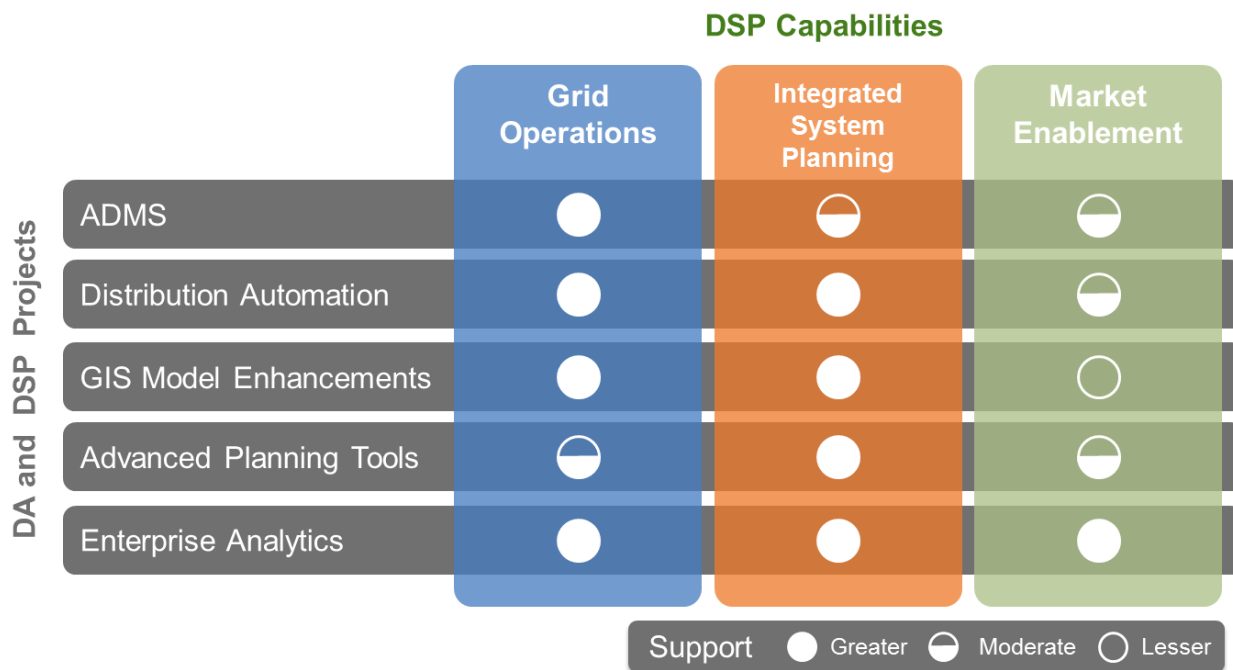 DSP Capabilities
Grid
Operations
Integrated
System
Planning
Market
Enablement
DA and DSP Projects
ADMS
Distribution Automation
GIS Model Enhancements
Advanced Planning Tools
Enterprise Analytics
Support Greater Moderate Lesser